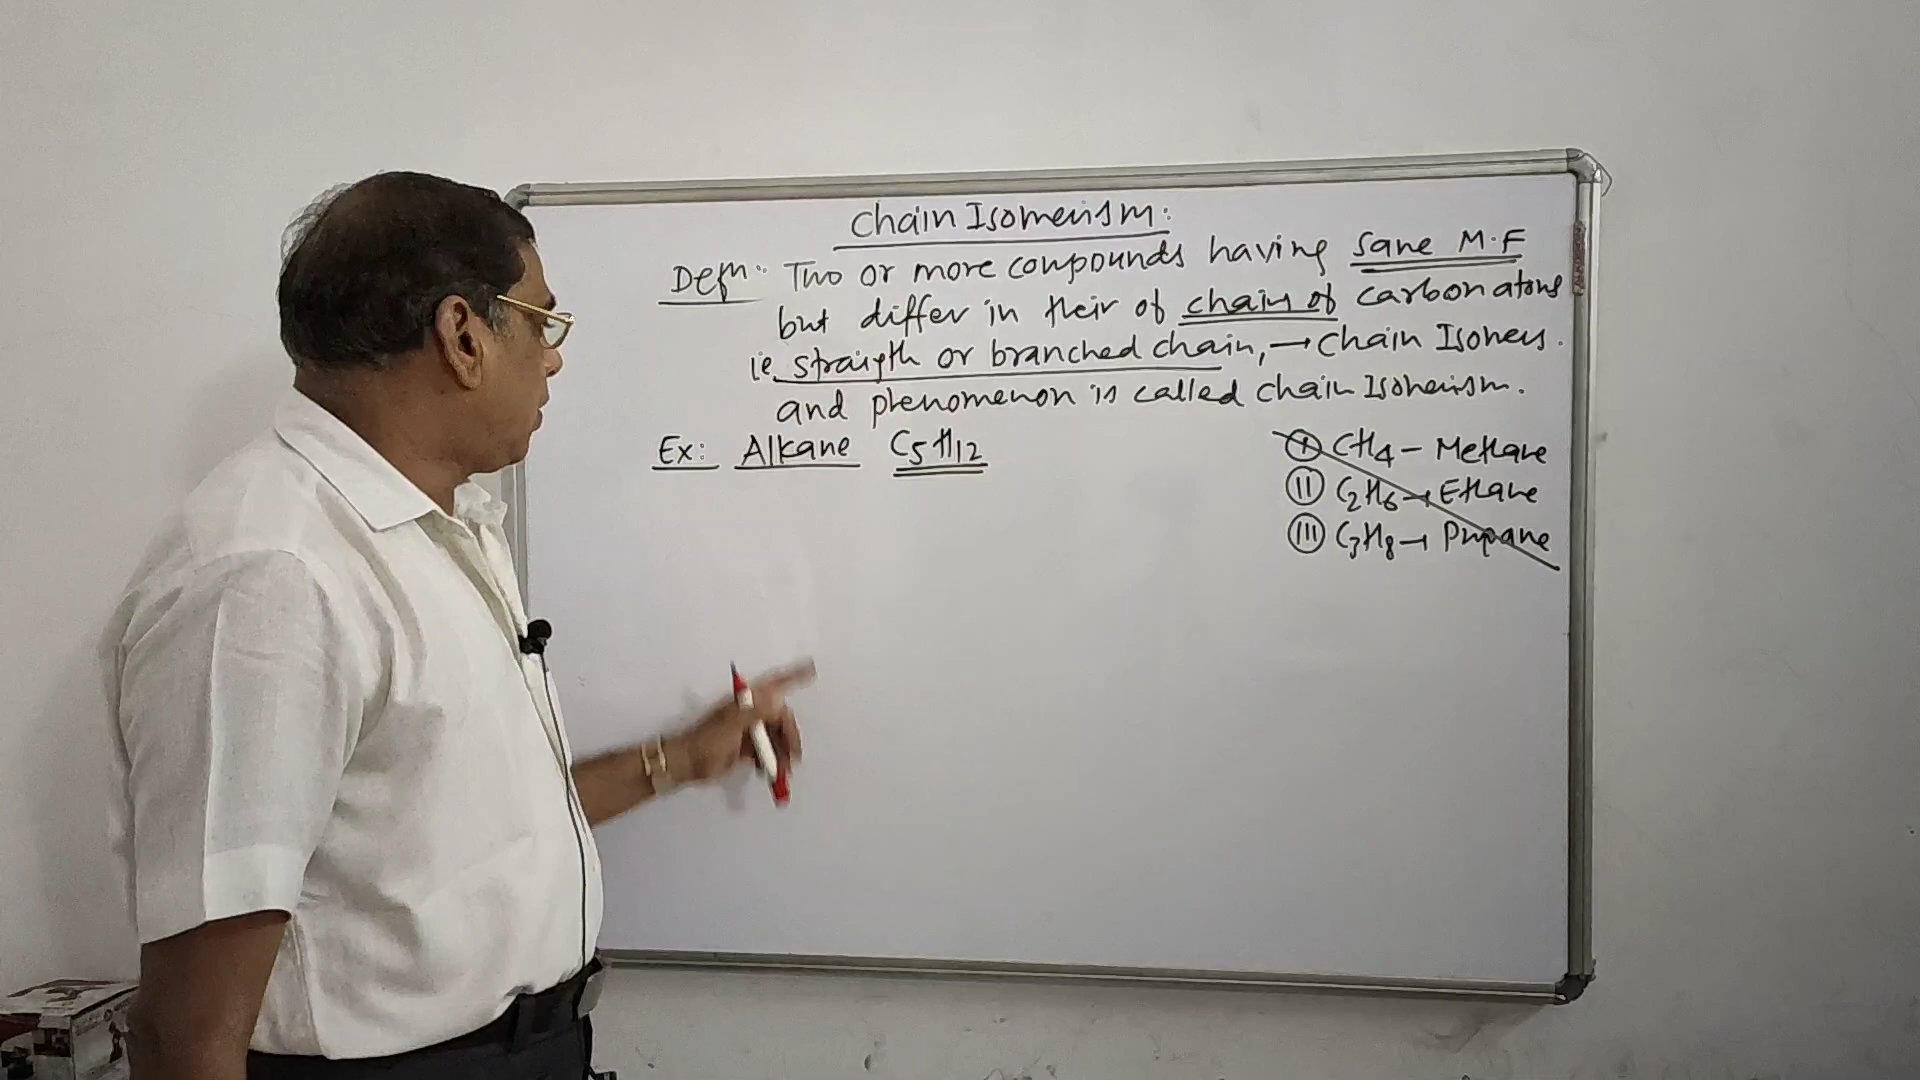 Chain Isomerism:
Defn: Two or more compounds having same M.F
but differ in their of chain of carbon atoms
i.e. straigth or branched chain, → Chain Isomers.
and phenomenon is called chain Isomerism.
Ex: Alkane C5H12
(I) CH4 - Methane
(II) C2H6 → Ethane
(III) C3H8 → Propane